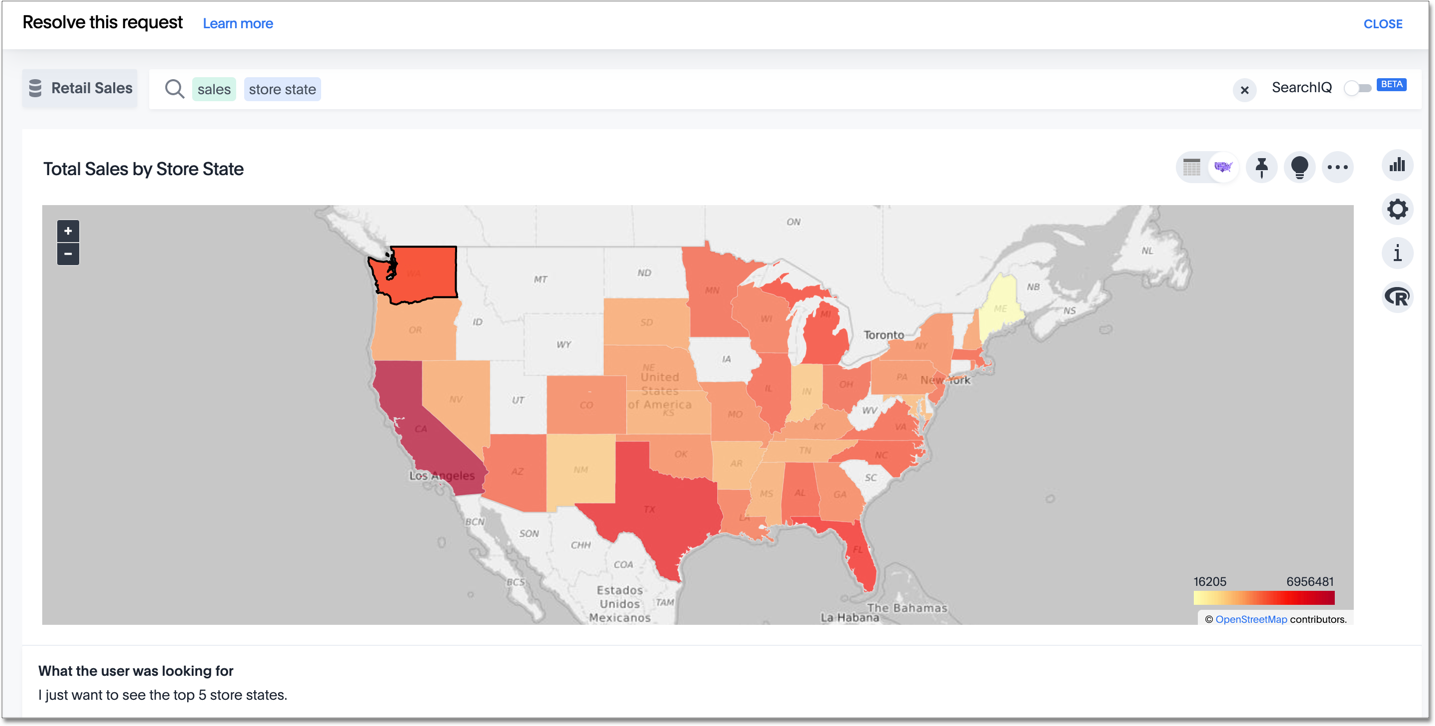 Resolve this request Learn more CLOSE
Retail Sales sales store state SearchIQ BETA
Total Sales by Store State
+
−
ON
NL
MT ND NB
MN ME NS
OR ID SD WI MI Toronto
WY NY
IA
NE PA New York
United
States
of America
NV UT CO KS MO IL IN OH WV
KY VA
CA TN NC
Los Angeles AZ NM OK AR SC
MS AL GA
TX LA
BCN
SON
CHH FL
COA
BCS
Estados
Unidos
Mexicanos
TAM
The Bahamas
La Habana
16205 6956481
© OpenStreetMap contributors.
What the user was looking for
I just want to see the top 5 store states.